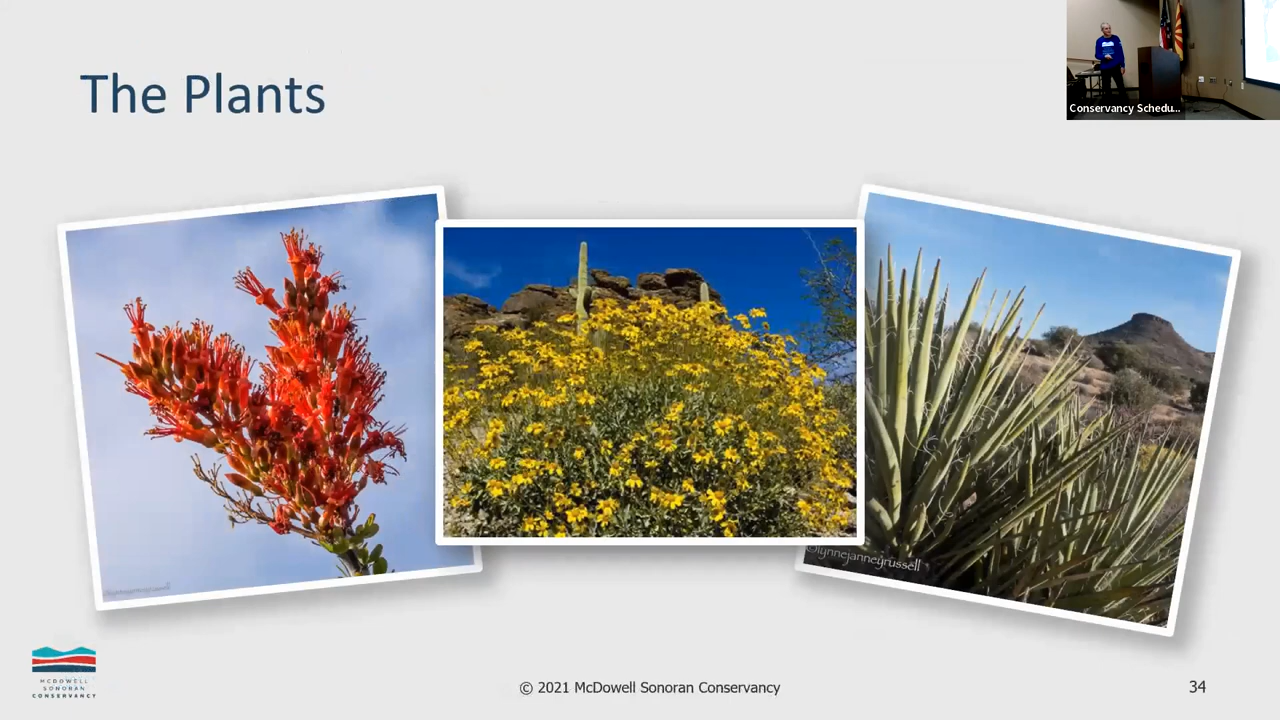 The Plants
Conservancy Schedu...
©lynnejanneyrussell
MCDOWELL
SONORAN
CONSERVANCY
© 2021 McDowell Sonoran Conservancy
34